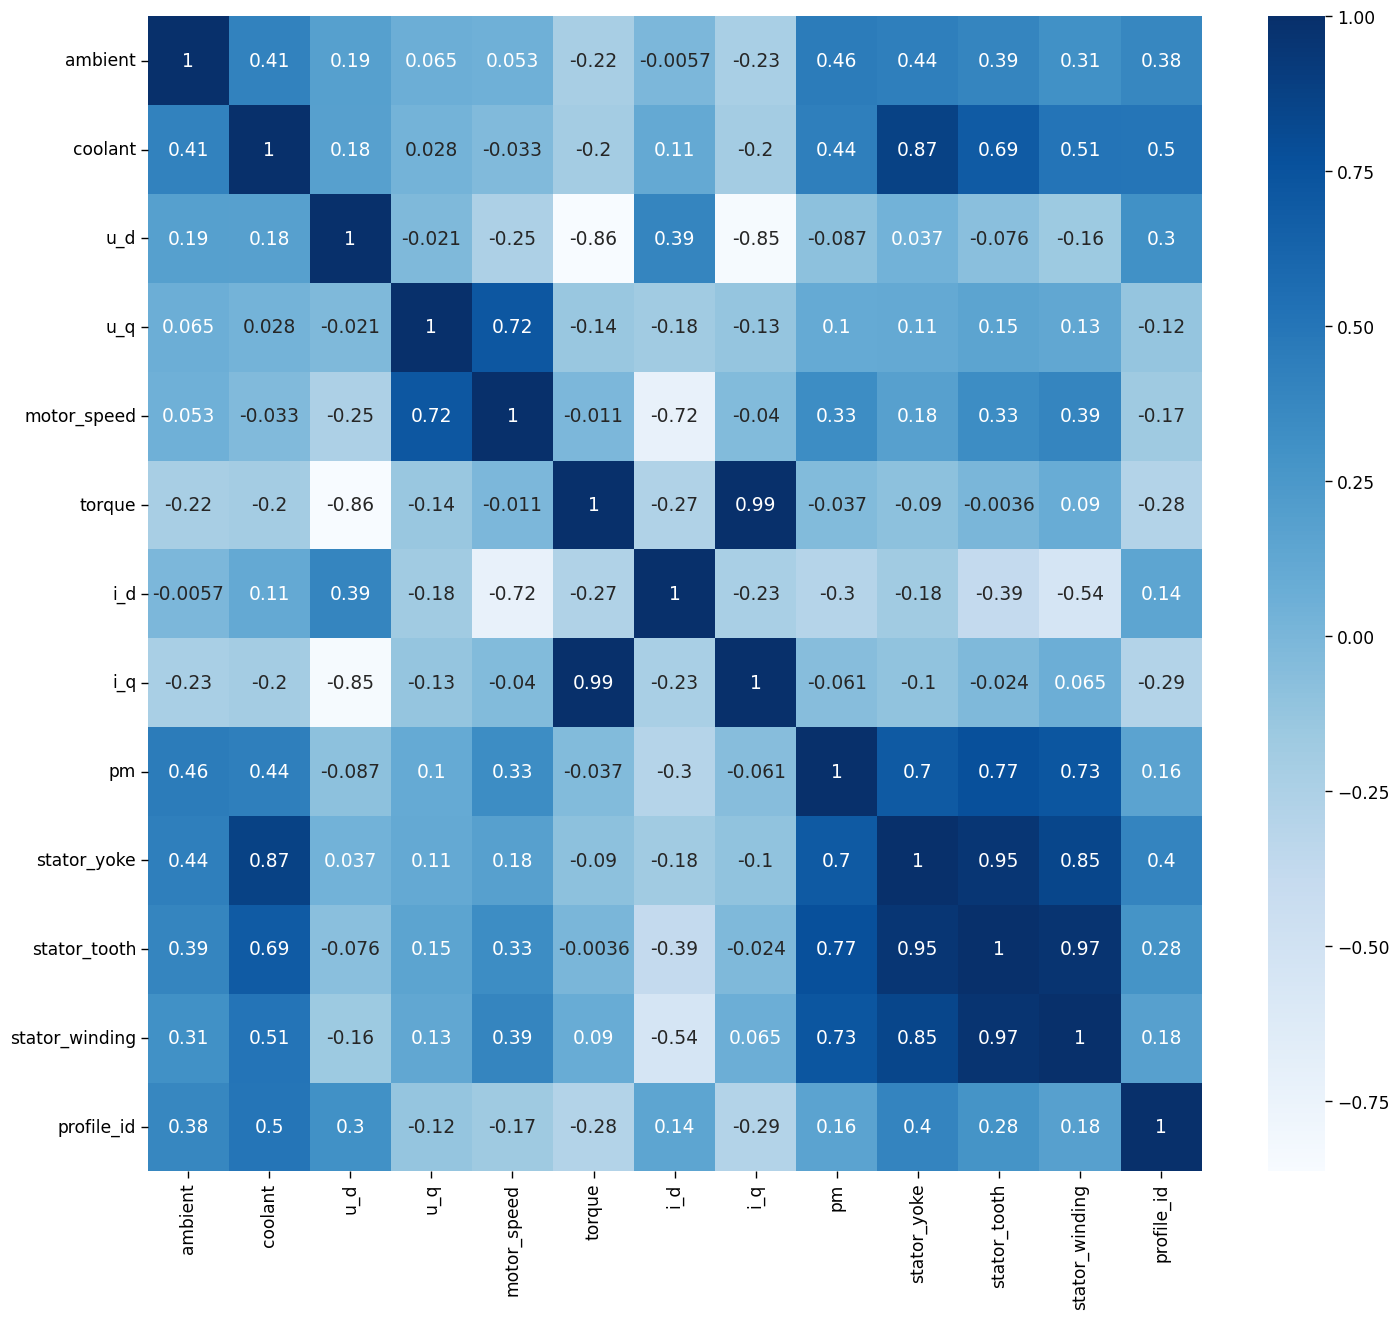 ambient 1 0.41 0.19 0.065 0.053 -0.22 -0.0057 -0.23 0.46 0.44 0.39 0.31 0.38
coolant 0.41 1 0.18 0.028 -0.033 -0.2 0.11 -0.2 0.44 0.87 0.69 0.51 0.5
u_d 0.19 0.18 1 -0.021 -0.25 -0.86 0.39 -0.85 -0.087 0.037 -0.076 -0.16 0.3
u_q 0.065 0.028 -0.021 1 0.72 -0.14 -0.18 -0.13 0.1 0.11 0.15 0.13 -0.12
motor_speed 0.053 -0.033 -0.25 0.72 1 -0.011 -0.72 -0.04 0.33 0.18 0.33 0.39 -0.17
torque -0.22 -0.2 -0.86 -0.14 -0.011 1 -0.27 0.99 -0.037 -0.09 -0.0036 0.09 -0.28
i_d -0.0057 0.11 0.39 -0.18 -0.72 -0.27 1 -0.23 -0.3 -0.18 -0.39 -0.54 0.14
i_q -0.23 -0.2 -0.85 -0.13 -0.04 0.99 -0.23 1 -0.061 -0.1 -0.024 0.065 -0.29
pm 0.46 0.44 -0.087 0.1 0.33 -0.037 -0.3 -0.061 1 0.7 0.77 0.73 0.16
stator_yoke 0.44 0.87 0.037 0.11 0.18 -0.09 -0.18 -0.1 0.7 1 0.95 0.85 0.4
stator_tooth 0.39 0.69 -0.076 0.15 0.33 -0.0036 -0.39 -0.024 0.77 0.95 1 0.97 0.28
stator_winding 0.31 0.51 -0.16 0.13 0.39 0.09 -0.54 0.065 0.73 0.85 0.97 1 0.18
profile_id 0.38 0.5 0.3 -0.12 -0.17 -0.28 0.14 -0.29 0.16 0.4 0.28 0.18 1
ambient coolant u_d u_q motor_speed torque i_d i_q pm stator_yoke stator_tooth stator_winding profile_id
1.00
0.75
0.50
0.25
0.00
−0.25
−0.50
−0.75